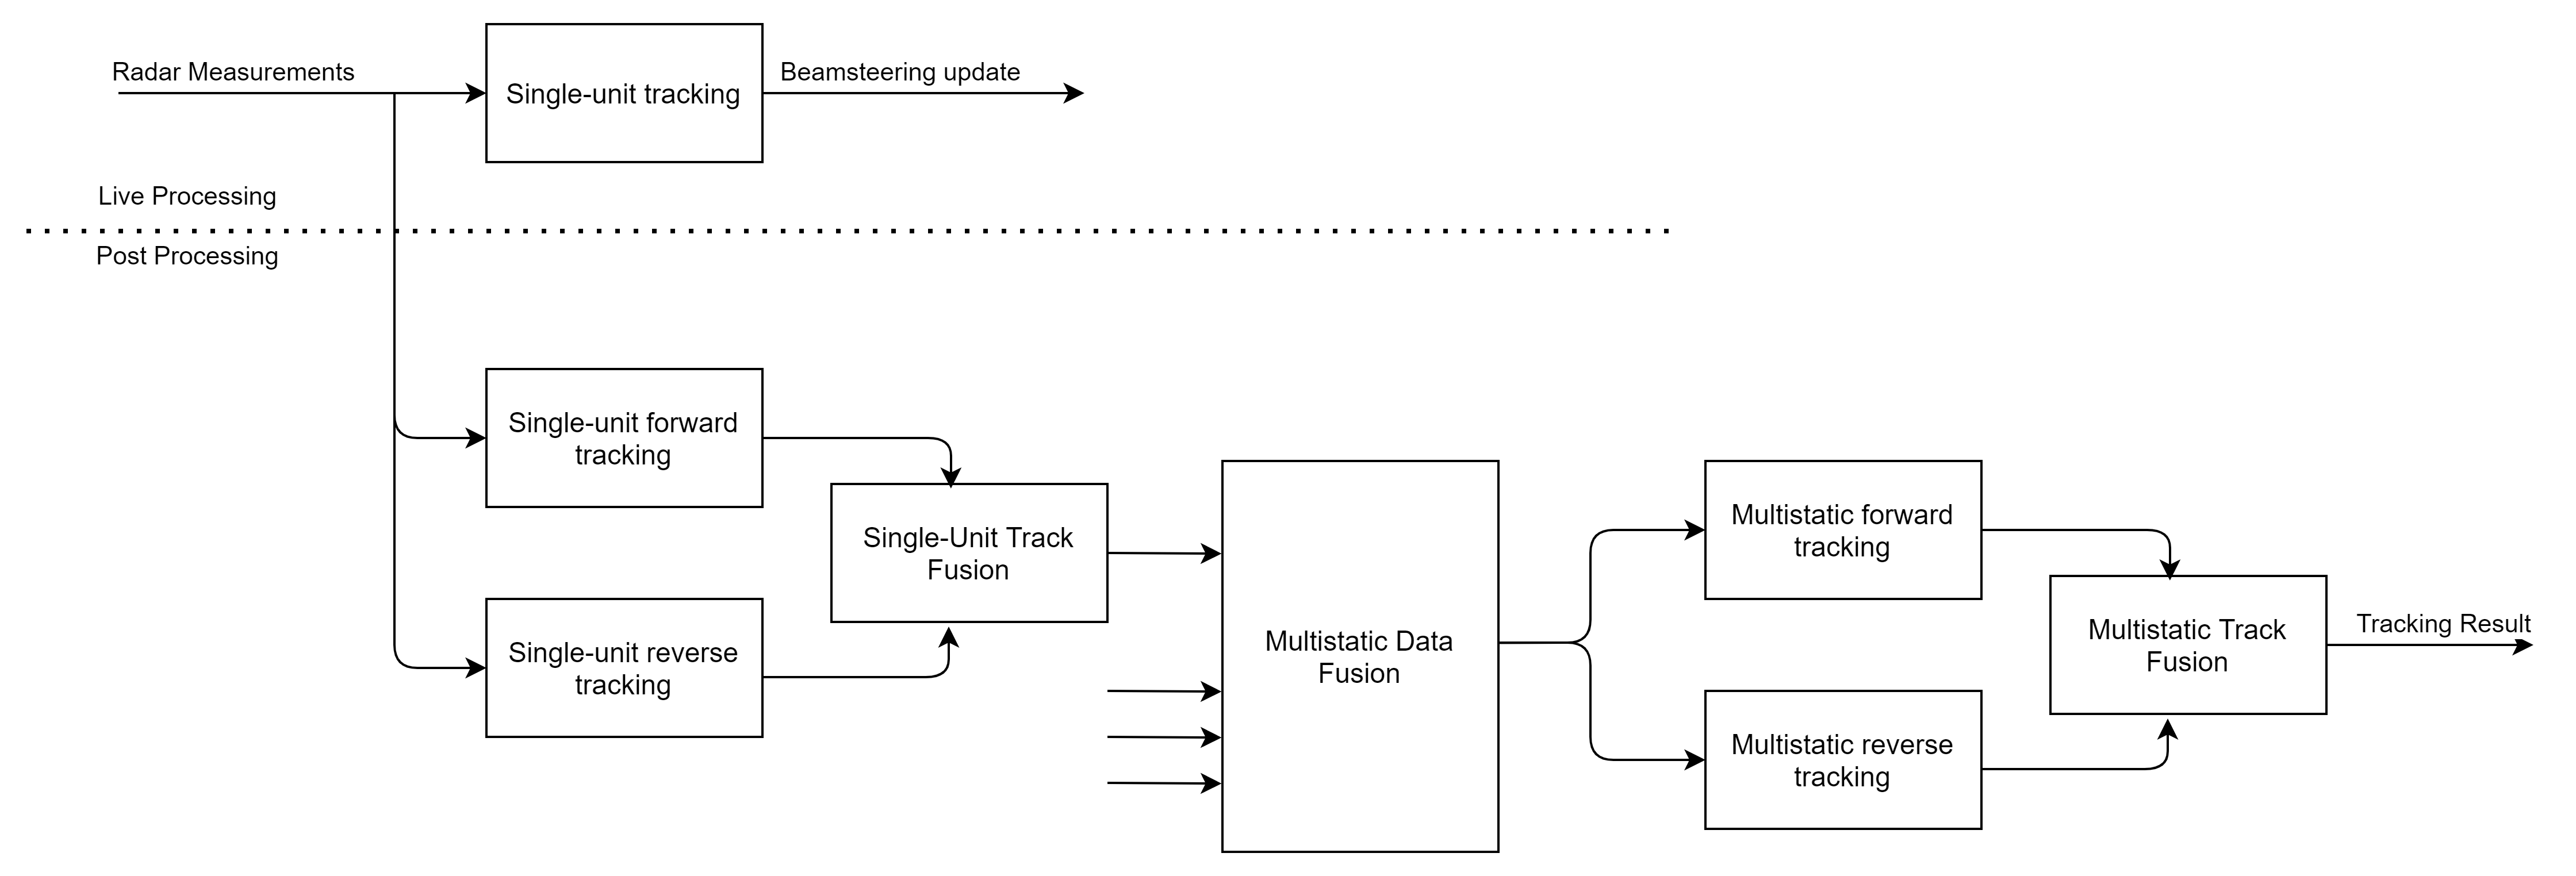 Radar Measurements
Single-unit tracking
Beamsteering update
Live Processing
Post Processing
Single-unit forward
tracking
Single-unit reverse
tracking
Single-Unit Track
Fusion
Multistatic Data
Fusion
Multistatic forward
tracking
Multistatic reverse
tracking
Multistatic Track
Fusion
Tracking Result